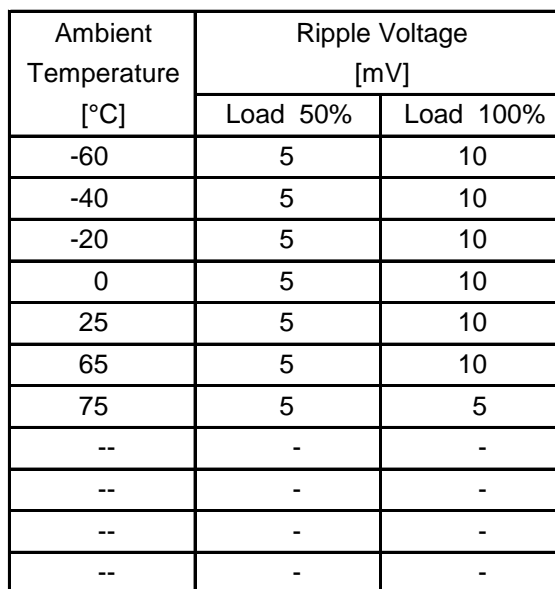 Ambient Temperature [°C] Ripple Voltage [mV]
Load 50% Load 100%
-60 5 10
-40 5 10
-20 5 10
0 5 10
25 5 10
65 5 10
75 5 5
-- - -
-- - -
-- - -
-- - -